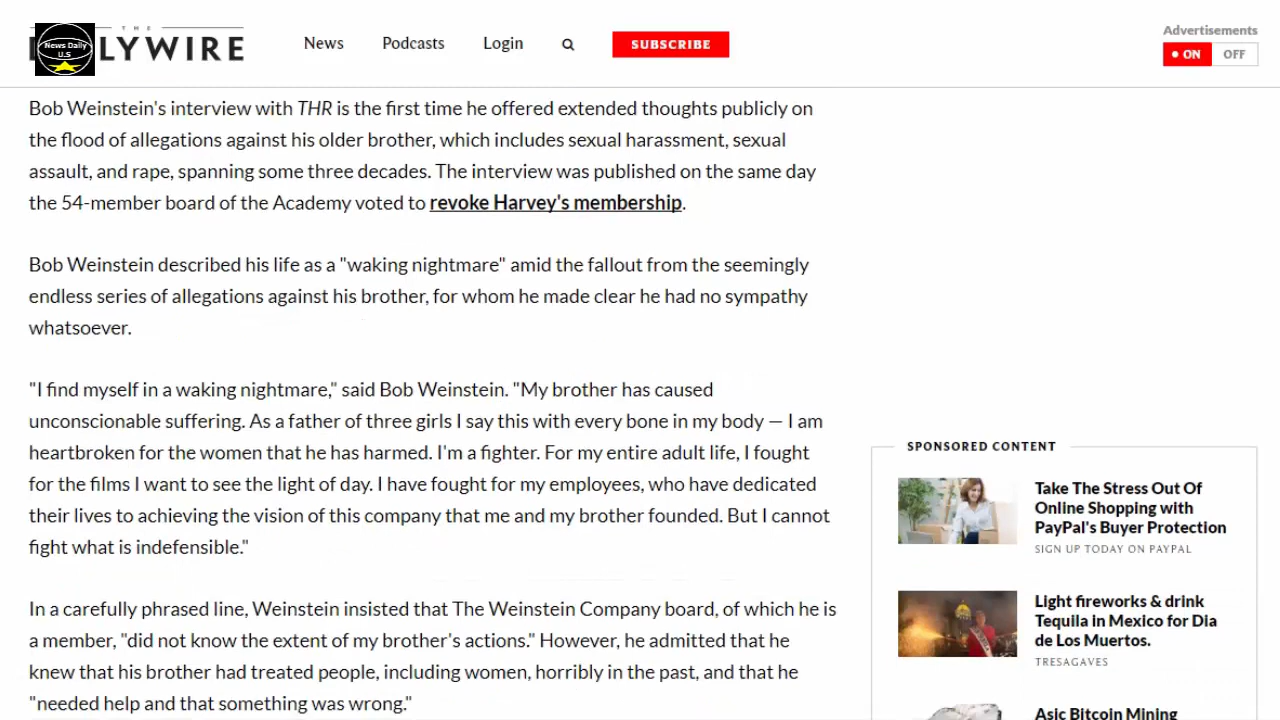 THE
LYWIRE
News Daily
U.S
News
Podcasts
Login
SUBSCRIBE
Advertisements
ON
OFF
Bob Weinstein's interview with THR is the first time he offered extended thoughts publicly on
the flood of allegations against his older brother, which includes sexual harassment, sexual
assault, and rape, spanning some three decades. The interview was published on the same day
the 54-member board of the Academy voted to revoke Harvey's membership.
Bob Weinstein described his life as a "waking nightmare" amid the fallout from the seemingly
endless series of allegations against his brother, for whom he made clear he had no sympathy
whatsoever.
"I find myself in a waking nightmare," said Bob Weinstein. "My brother has caused
unconscionable suffering. As a father of three girls I say this with every bone in my body — I am
heartbroken for the women that he has harmed. I'm a fighter. For my entire adult life, I fought
for the films I want to see the light of day. I have fought for my employees, who have dedicated
their lives to achieving the vision of this company that me and my brother founded. But I cannot
fight what is indefensible."
In a carefully phrased line, Weinstein insisted that The Weinstein Company board, of which he is
a member, "did not know the extent of my brother's actions." However, he admitted that he
knew that his brother had treated people, including women, horribly in the past, and that he
"needed help and that something was wrong."
SPONSORED CONTENT
Take The Stress Out Of
Online Shopping with
PayPal's Buyer Protection
SIGN UP TODAY ON PAYPAL
Light fireworks & drink
Tequila in Mexico for Dia
de Los Muertos.
TRESAGAVES
Asic Bitcoin Mining